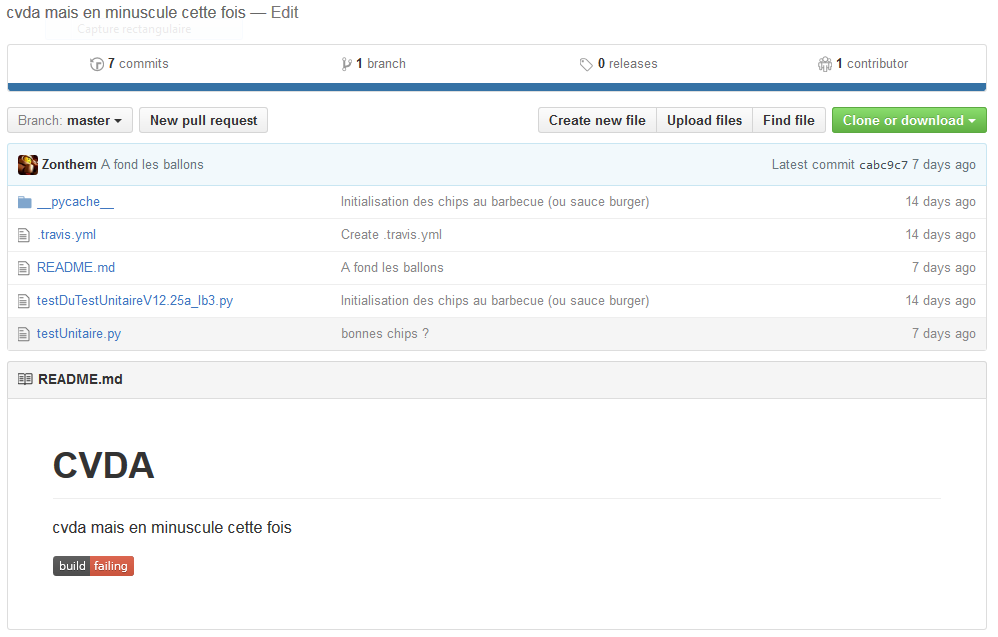 cvda mais en minuscule cette fois — Edit
Capture rectangulaire
7 commits 1 branch 0 releases 1 contributor
Branch: master New pull request Create new file Upload files Find file Clone or download
Zonthem A fond les ballons Latest commit cabc9c7 7 days ago
__pycache__ Initialisation des chips au barbecue (ou sauce burger) 14 days ago
.travis.yml Create .travis.yml 14 days ago
README.md A fond les ballons 7 days ago
testDuTestUnitaireV12.25a_lb3.py Initialisation des chips au barbecue (ou sauce burger) 14 days ago
testUnitaire.py bonnes chips ? 7 days ago
README.md
CVDA
cvda mais en minuscule cette fois
build failing